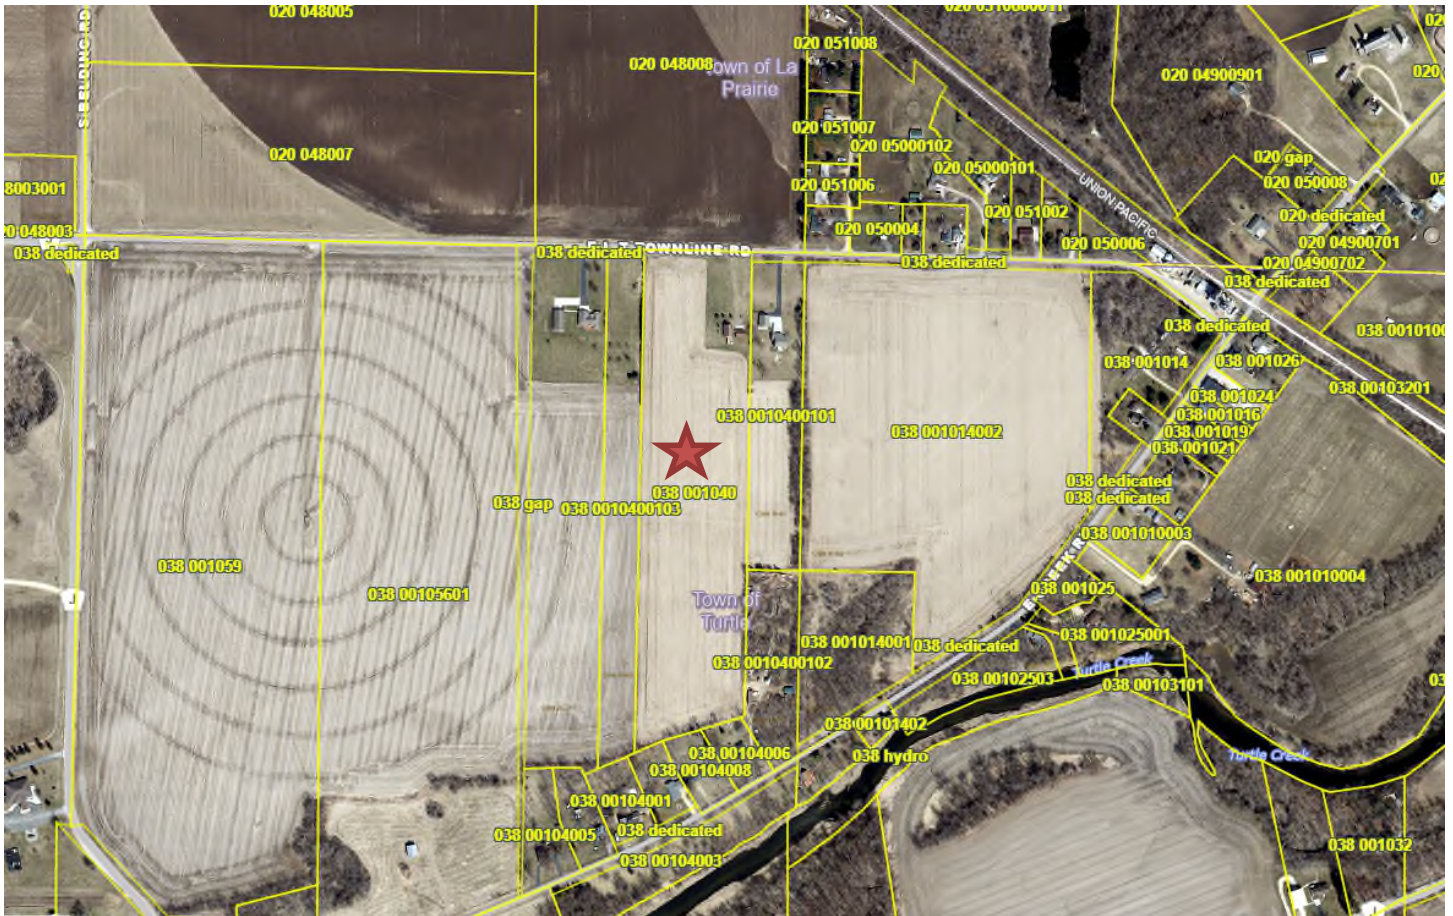 020 048005
020 048008
Town of La
Prairie
020 051008
020 04900901
020 048007
020 051007
020 05000102
020 051006
020 05000101
020 gap
020 050008
8003001
020 050004
020 051002
UNION PACIFIC
020 dedicated
020 050006
020 04900701
020 04900702
038 dedicated
038 dedicated
TOWNLINE RD
038 dedicated
038 dedicated
038 dedicated
038 001014
038 001026
038 00103201
038 001024
038 001016
038 001019
038 001021
038 0010400101
038 001014002
038 001040
038 dedicated
038 dedicated
038 gap
038 0010400103
038 001010003
038 001059
038 00105601
Town of
Turtle
038 001010004
038 001025
038 001014001
038 dedicated
038 001025001
038 0010400102
Turtle Creek
038 00102503
038 00103101
038 00101402
038 00104006
038 hydro
Turtle Creek
038 00104008
038 00104001
038 00104005
038 dedicated
038 00104003
038 001032